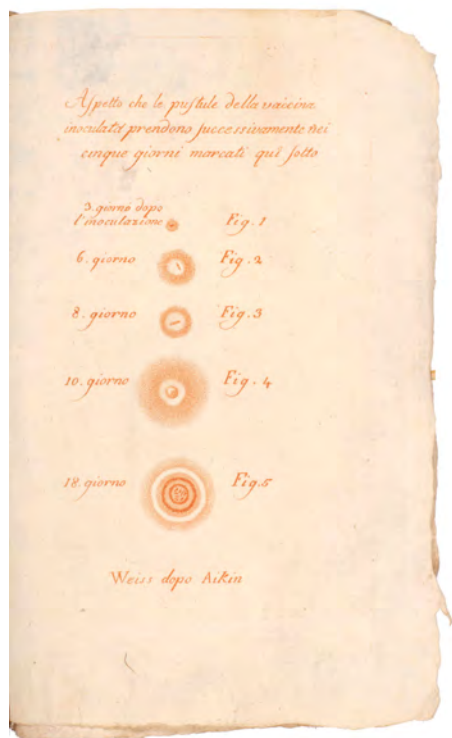 Aſpetto che le puſtule della vaicina
inoculata prendono ſucceſsivamente nei
cinque giorni marcati qui ſotto
3. giorno dopo
l'inoculazione Fig. 1
6. giorno Fig. 2
8. giorno Fig. 3
10. giorno Fig. 4
18. giorno Fig. 5
Weiss dopo Aikin